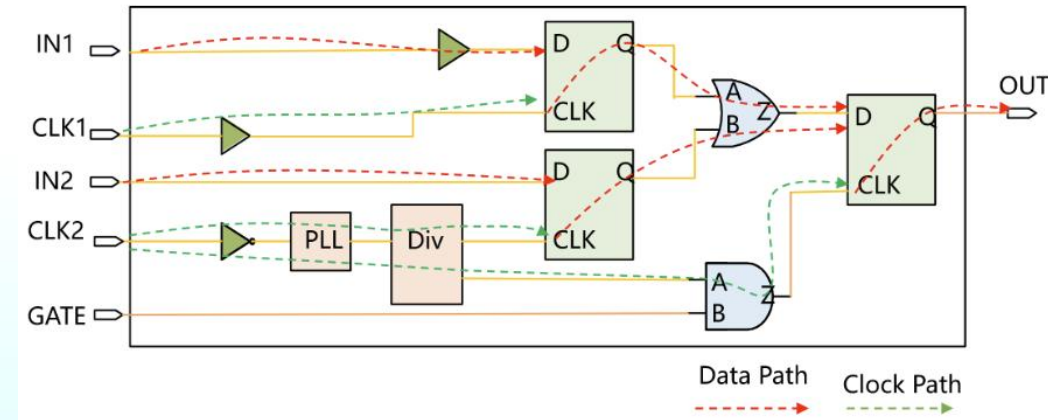 IN1
D
Q
CLK
CLK1
A
B
Z
OUT
D
Q
CLK
IN2
D
Q
CLK
CLK2
PLL
Div
A
B
Z
GATE
Data Path
Clock Path